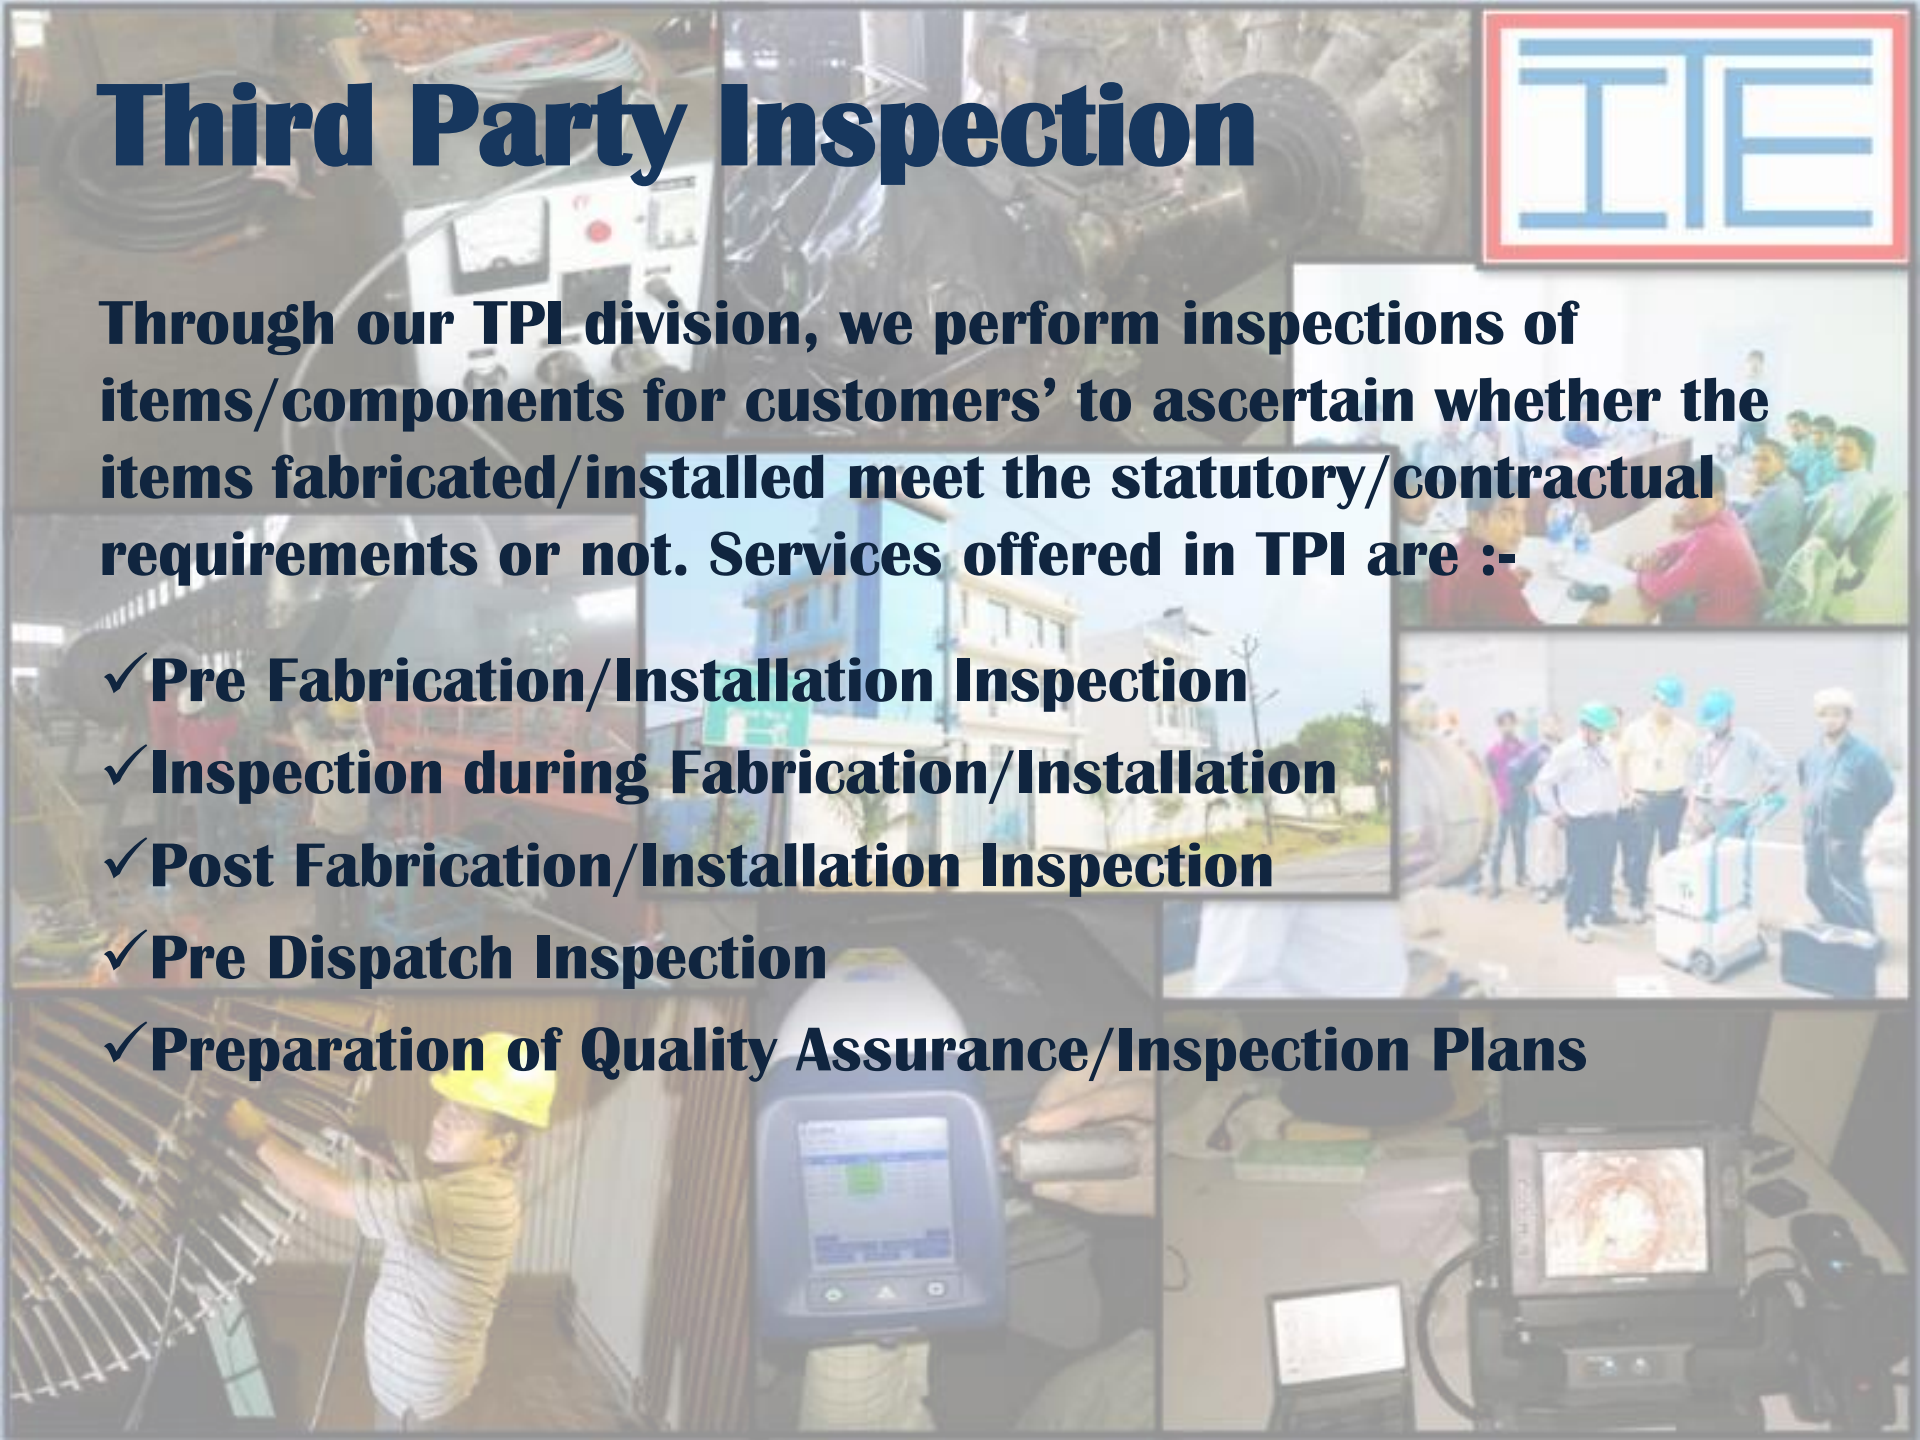 Third Party Inspection
ITE
Through our TPI division, we perform inspections of
items/components for customers’ to ascertain whether the
items fabricated/installed meet the statutory/contractual
requirements or not. Services offered in TPI are :-
✓Pre Fabrication/Installation Inspection
✓Inspection during Fabrication/Installation
✓Post Fabrication/Installation Inspection
✓Pre Dispatch Inspection
✓Preparation of Quality Assurance/Inspection Plans